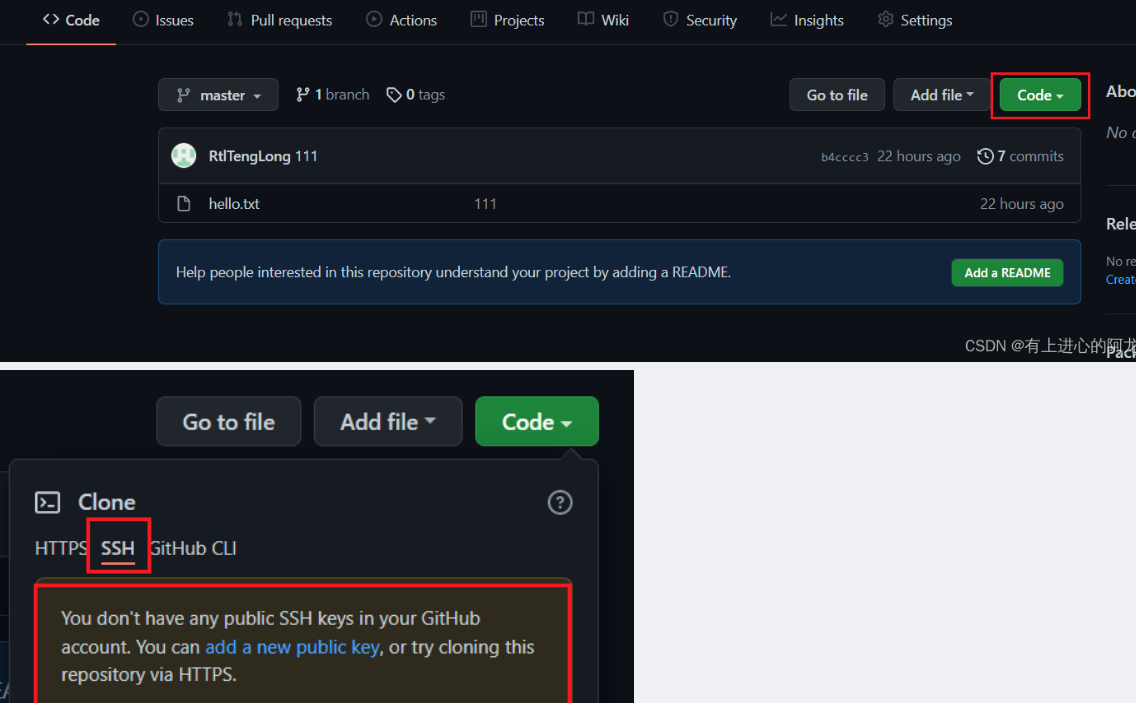 Code Issues Pull requests Actions Projects Wiki Security Insights Settings
master 1 branch 0 tags Go to file Add file Code
Abo
No
RtlTengLong 111 b4cccc3 22 hours ago 7 commits
hello.txt 111 22 hours ago
Rele
Help people interested in this repository understand your project by adding a README. Add a README
No re
Creat
CSDN @有上进心的阿龙
Pac
Go to file Add file Code
Clone
HTTPS SSH GitHub CLI
You don't have any public SSH keys in your GitHub
account. You can add a new public key, or try cloning this
repository via HTTPS.